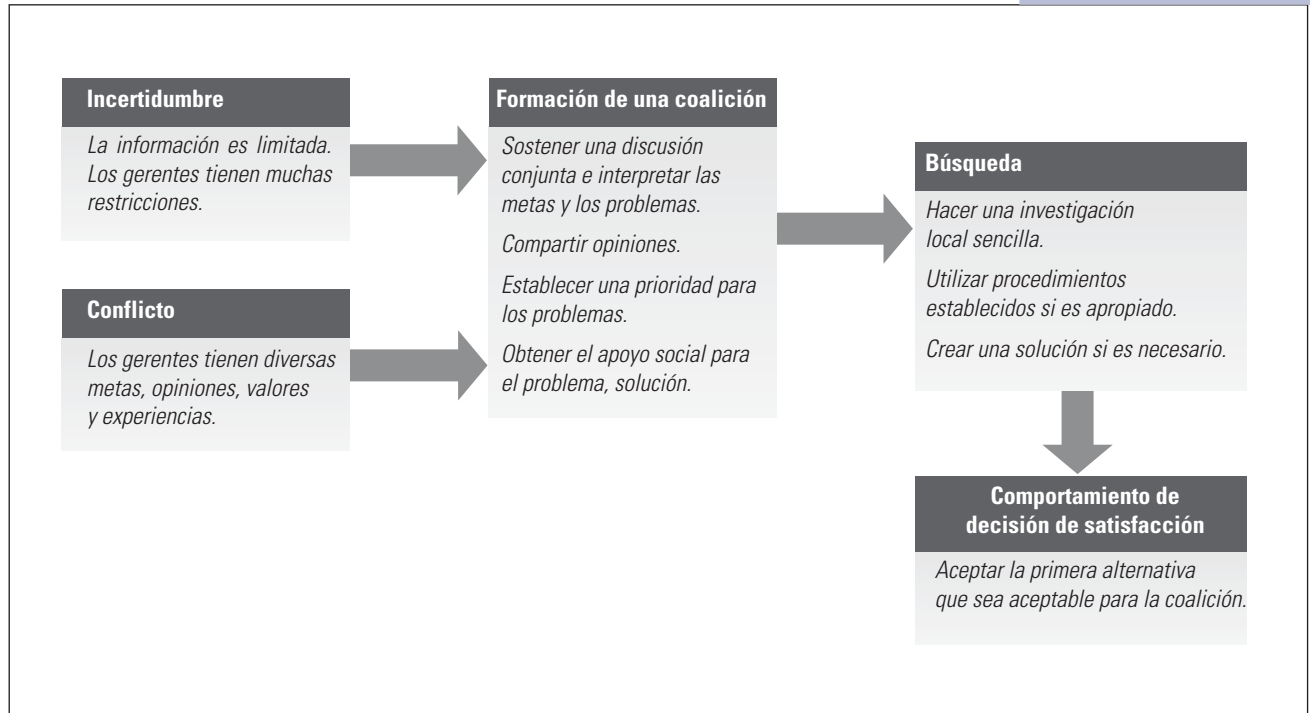 Incertidumbre
La información es limitada.
Los gerentes tienen muchas
restricciones.
Conflicto
Los gerentes tienen diversas
metas, opiniones, valores
y experiencias.
Formación de una coalición
Sostener una discusión
conjunta e interpretar las
metas y los problemas.
Compartir opiniones.
Establecer una prioridad para
los problemas.
Obtener el apoyo social para
el problema, solución.
Búsqueda
Hacer una investigación
local sencilla.
Utilizar procedimientos
establecidos si es apropiado.
Crear una solución si es necesario.
Comportamiento de
decisión de satisfacción
Aceptar la primera alternativa
que sea aceptable para la coalición.